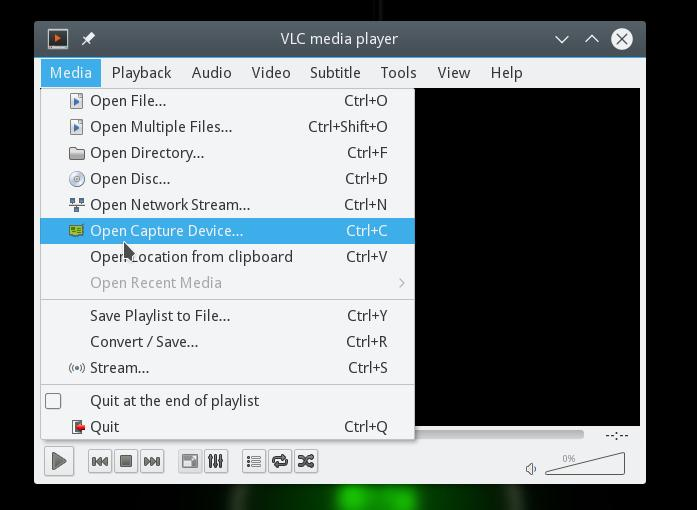 VLC media player
Media Playback Audio Video Subtitle Tools View Help
Open File... Ctrl+O
Open Multiple Files... Ctrl+Shift+O
Open Directory... Ctrl+F
Open Disc... Ctrl+D
Open Network Stream... Ctrl+N
Open Capture Device... Ctrl+C
Open Location from clipboard Ctrl+V
Open Recent Media
Save Playlist to File... Ctrl+Y
Convert / Save... Ctrl+R
Stream... Ctrl+S
Quit at the end of playlist
Quit Ctrl+Q
--:--
0%